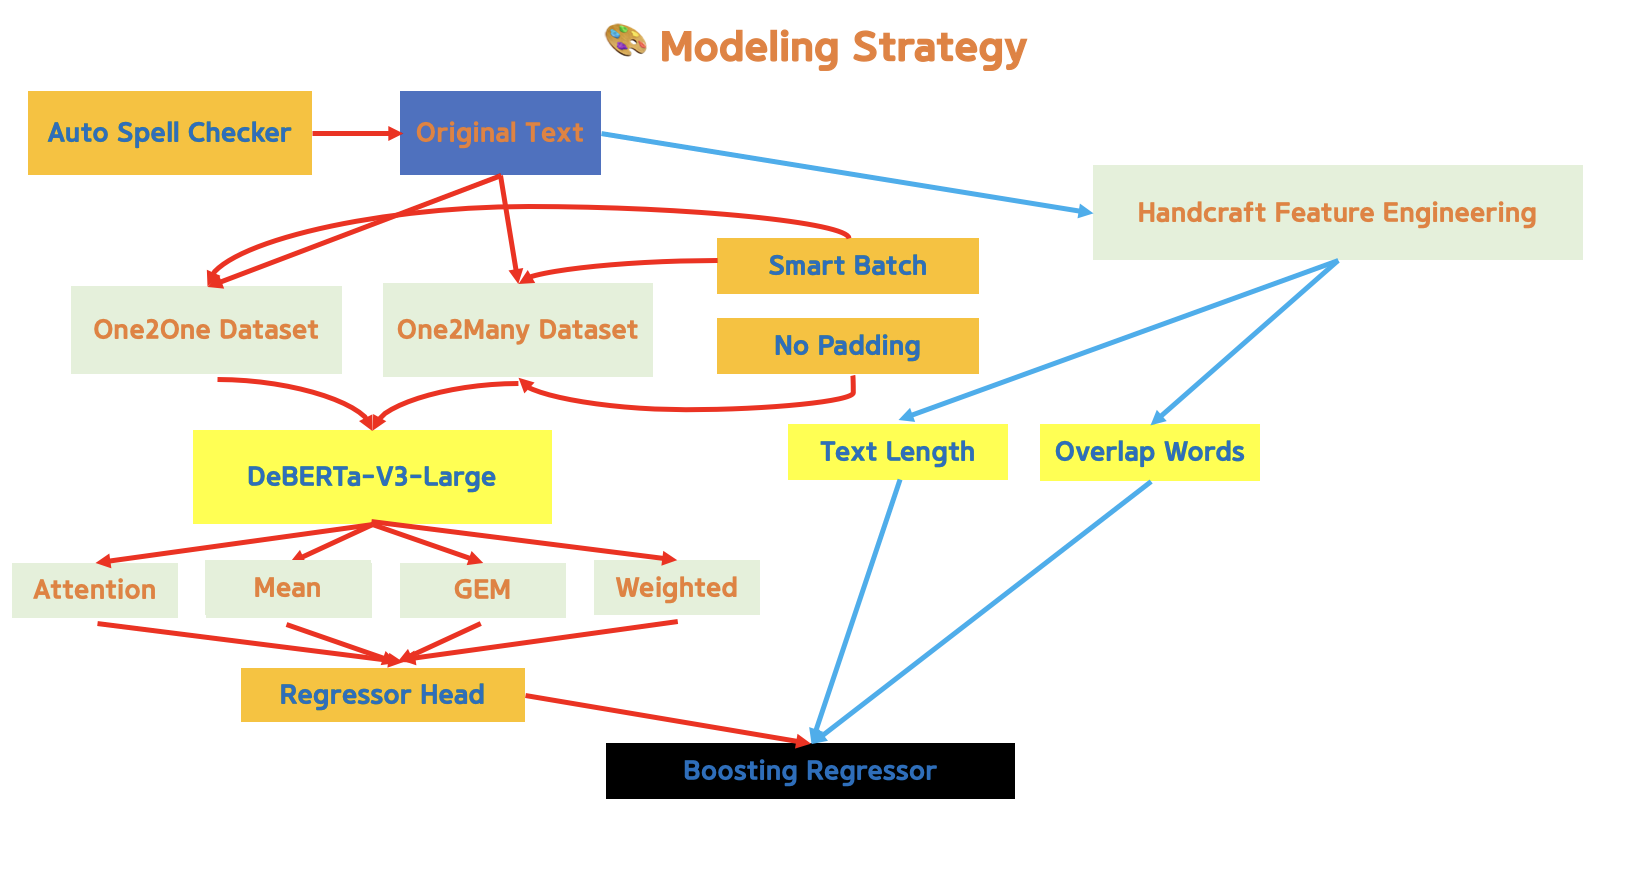 Modeling Strategy
Auto Spell Checker
Original Text
Handcraft Feature Engineering
Smart Batch
One2One Dataset
One2Many Dataset
No Padding
Text Length
Overlap Words
DeBERTa-V3-Large
Attention
Mean
GEM
Weighted
Regressor Head
Boosting Regressor